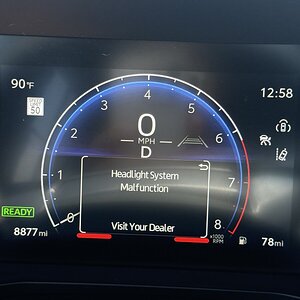 90°F
12:58
SPEED
LIMIT
50
0
MPH
D
0
1
2
3
4
5
6
7
8
x1000
RPM
Headlight System
Malfunction
Visit Your Dealer
READY
8877 mi
78 mi